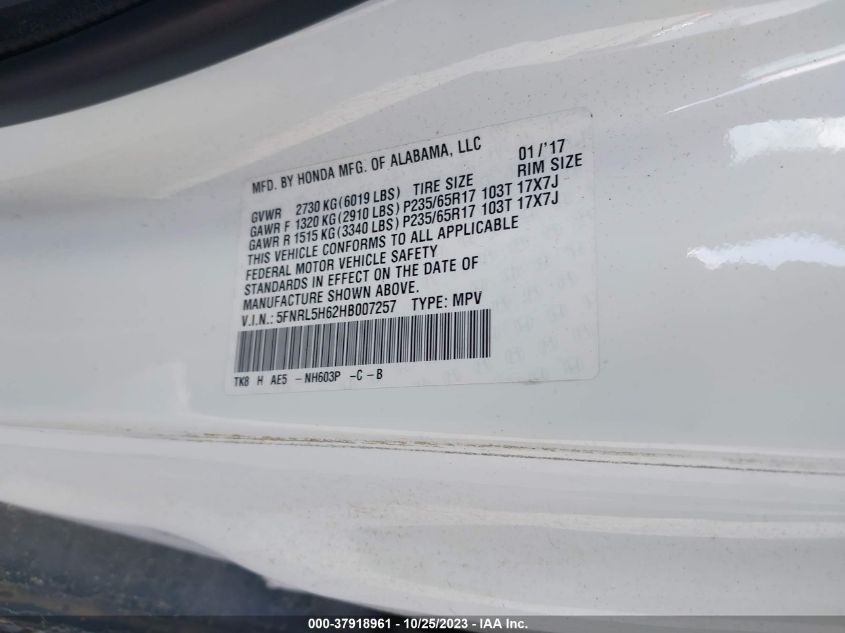 MFD. BY HONDA MFG. OF ALABAMA, LLC 01/'17
GVWR 2730 KG(6019 LBS) TIRE SIZE RIM SIZE
GAWR F 1320 KG(2910 LBS)P235/65R17 103T 17X7J
GAWR R 1515 KG(3340 LBS)P235/65R17 103T 17X7J
THIS VEHICLE CONFORMS TO ALL APPLICABLE
FEDERAL MOTOR VEHICLE SAFETY
STANDARDS IN EFFECT ON THE DATE OF
MANUFACTURE SHOWN ABOVE.
V.I.N.: 5FNRL5H62HB007257 TYPE: MPV
TK8 H AE5 -NH603P -C-B
000-37918961 - 10/25/2023 - IAA Inc.